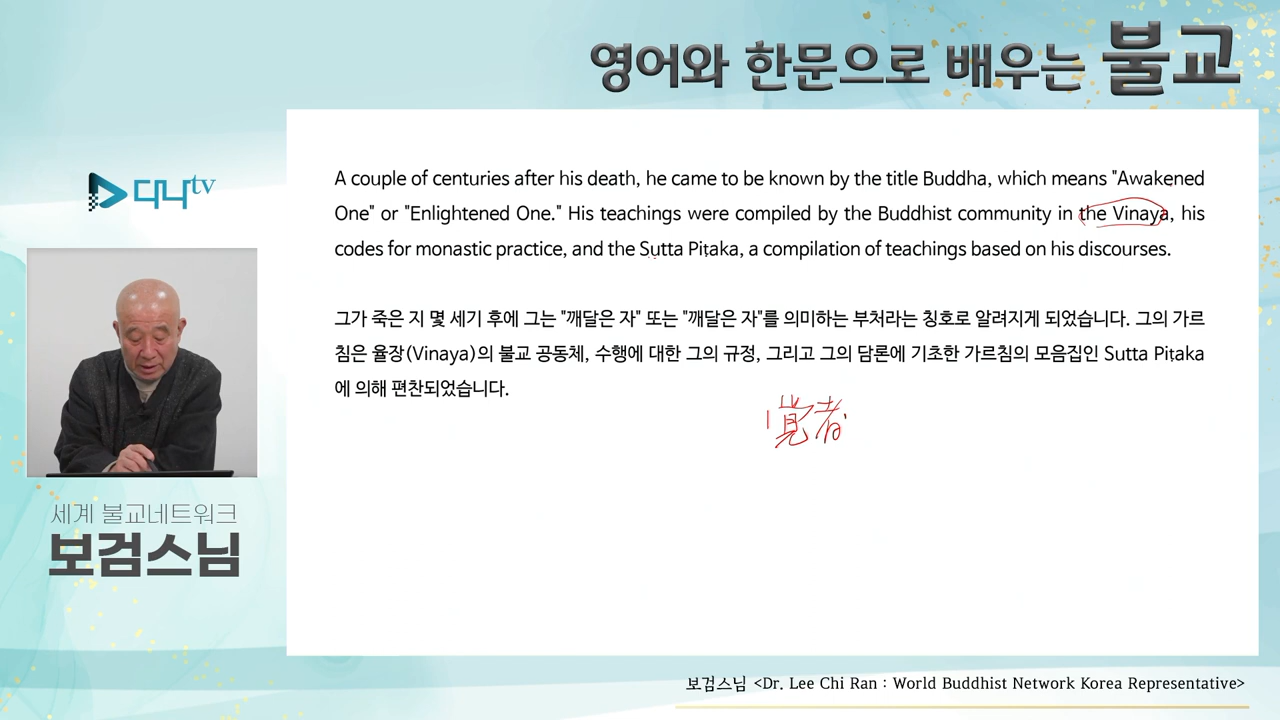 영어와 한문으로 배우는 불교
디나tv
A couple of centuries after his death, he came to be known by the title Buddha, which means "Awakened
One" or "Enlightened One." His teachings were compiled by the Buddhist community in the Vinaya, his
codes for monastic practice, and the Sutta Piṭaka, a compilation of teachings based on his discourses.
그가 죽은 지 몇 세기 후에 그는 "깨달은 자" 또는 "깨달은 자"를 의미하는 부처라는 칭호로 알려지게 되었습니다. 그의 가르
침은 율장(Vinaya)의 불교 공동체, 수행에 대한 그의 규정, 그리고 그의 담론에 기초한 가르침의 모음집인 Sutta Piṭaka
에 의해 편찬되었습니다.
覚者
세계 불교네트워크
보검스님
보검스님 <Dr. Lee Chi Ran : World Buddhist Network Korea Representative>